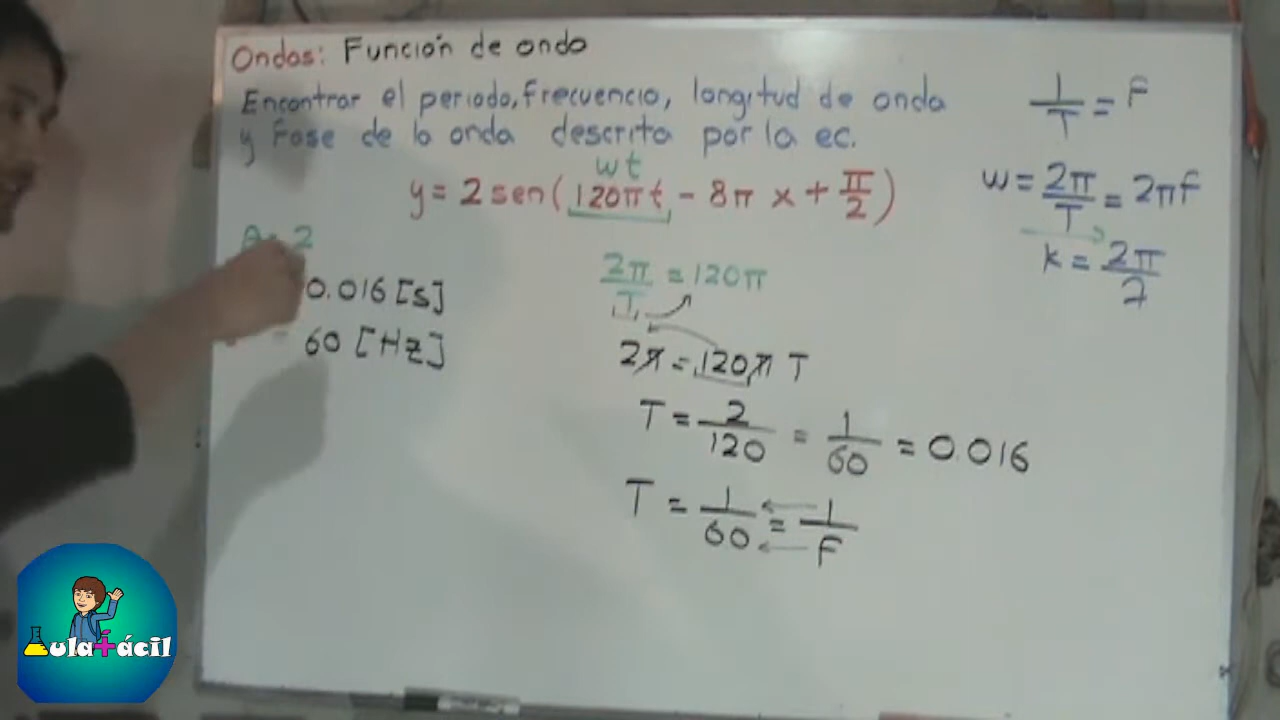 Ondas: Función de onda
Encontrar el periodo, frecuencia, longitud de onda
y Fase de la onda descrita por la ec.
wt
y = 2 sen(120πt - 8π x + π/2)
A = 2
0.016 [s]
60 [Hz]
2π/T = 120π
2π = 120π T
T = 2/120 = 1/60 = 0.016
T = 1/60 = 1/F
1/T = F
w = 2π/T = 2πf
k = 2π/λ
Aula+ácil